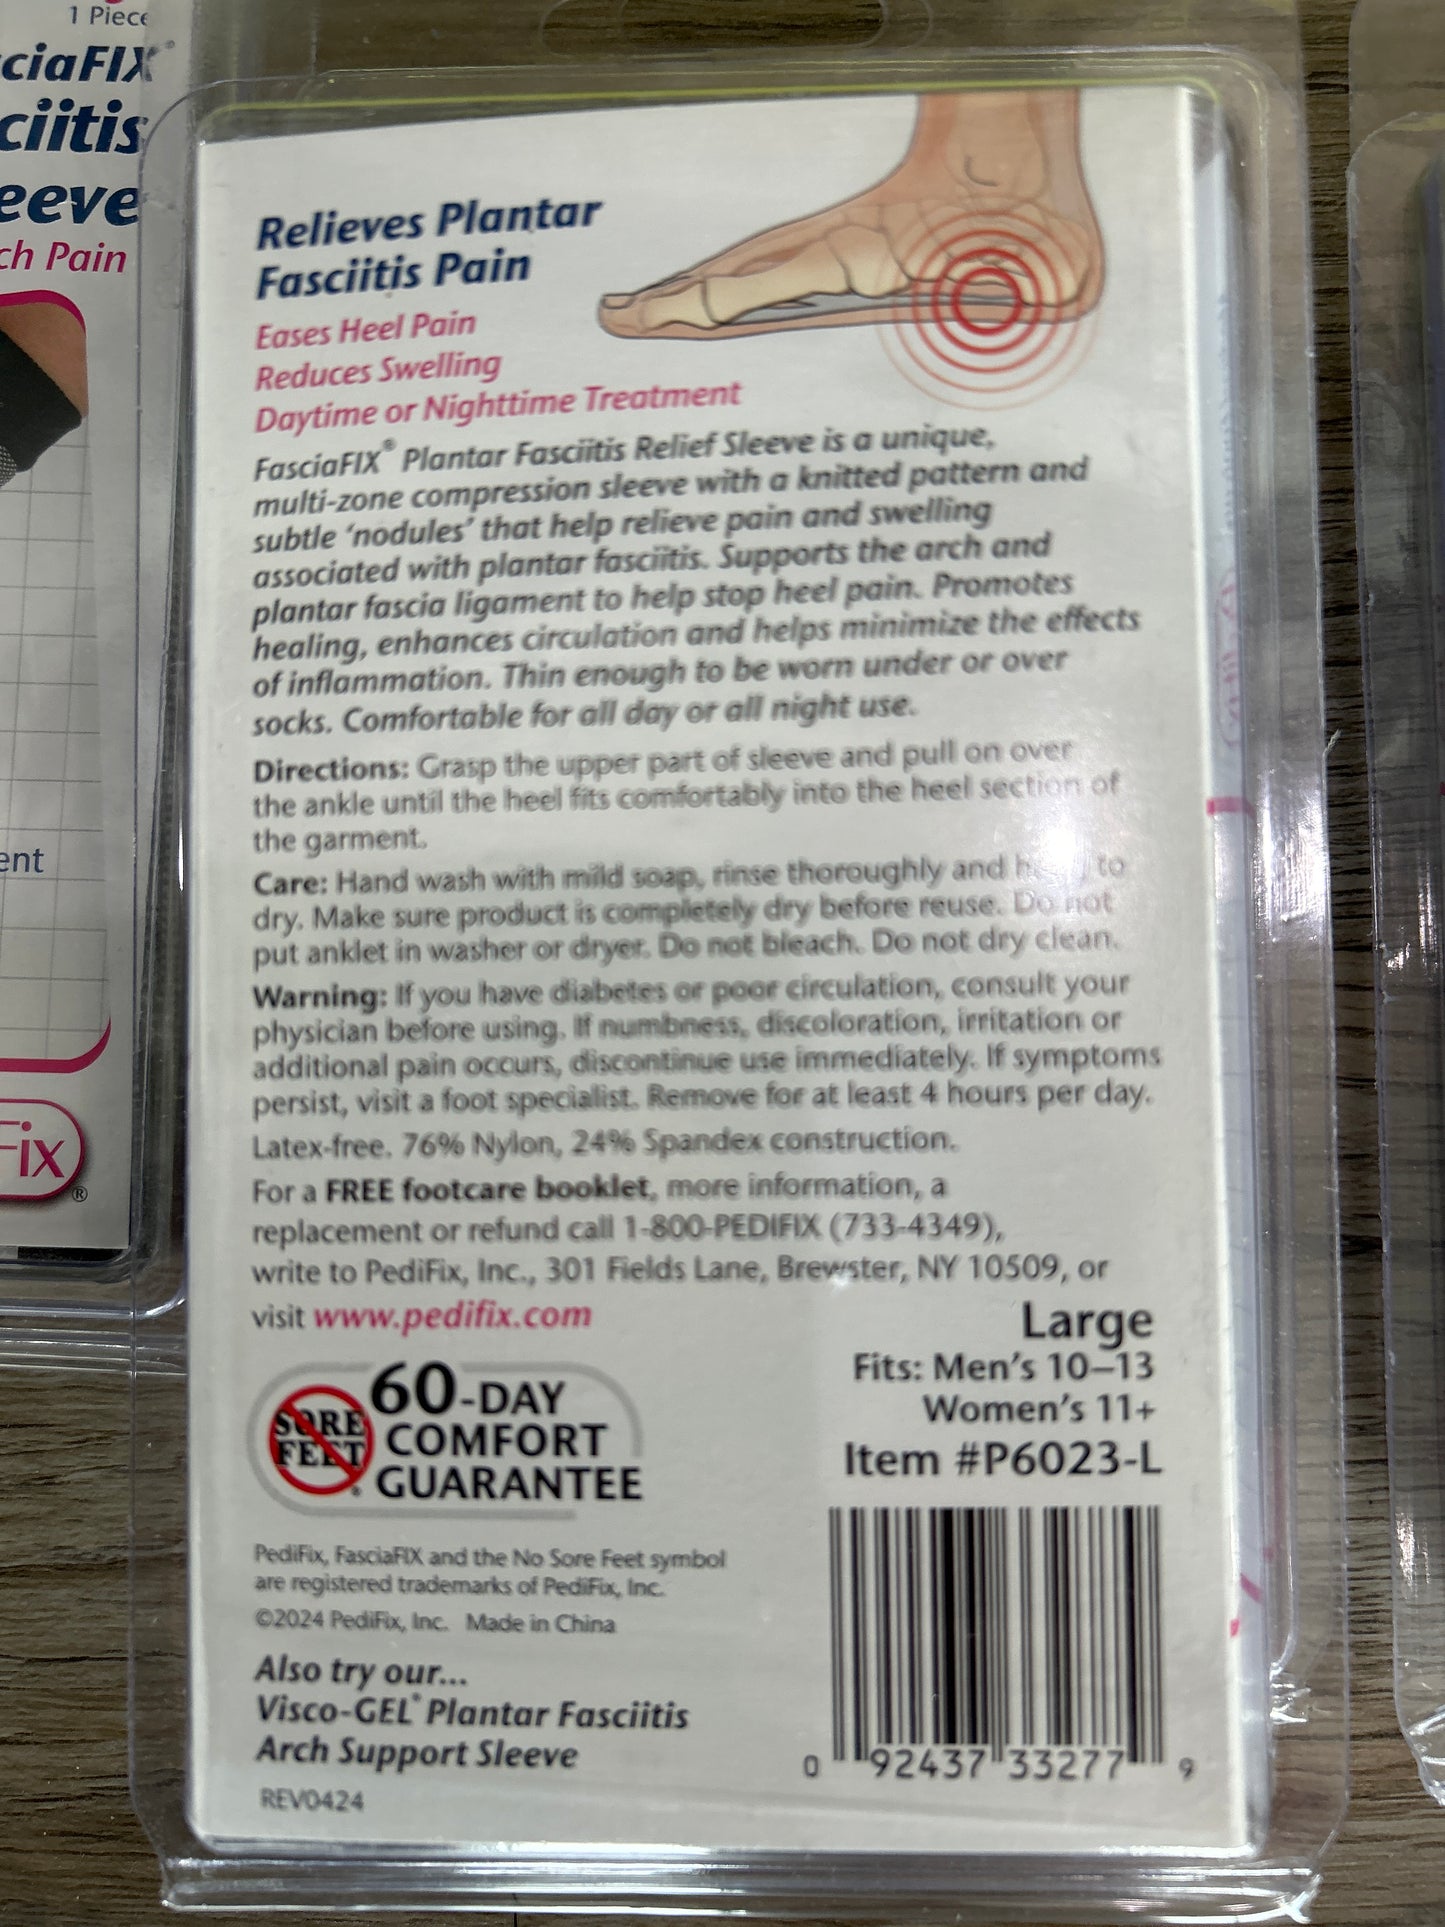 1 Piece
ciaFIX®
ciitis
eeve
ch Pain
ent
Fix
®
Relieves Plantar
Fasciitis Pain
Eases Heel Pain
Reduces Swelling
Daytime or Nighttime Treatment
FasciaFIX® Plantar Fasciitis Relief Sleeve is a unique,
multi-zone compression sleeve with a knitted pattern and
subtle ‘nodules’ that help relieve pain and swelling
associated with plantar fasciitis. Supports the arch and
plantar fascia ligament to help stop heel pain. Promotes
healing, enhances circulation and helps minimize the effects
of inflammation. Thin enough to be worn under or over
socks. Comfortable for all day or all night use.
Directions: Grasp the upper part of sleeve and pull on over
the ankle until the heel fits comfortably into the heel section of
the garment.
Care: Hand wash with mild soap, rinse thoroughly and to
dry. Make sure product is completely dry before reuse. Do not
put anklet in washer or dryer. Do not bleach. Do not dry clean.
Warning: If you have diabetes or poor circulation, consult your
physician before using. If numbness, discoloration, irritation or
additional pain occurs, discontinue use immediately. If symptoms
persist, visit a foot specialist. Remove for at least 4 hours per day.
Latex-free. 76% Nylon, 24% Spandex construction.
For a FREE footcare booklet, more information, a
replacement or refund call 1-800-PEDIFIX (733-4349),
write to PediFix, Inc., 301 Fields Lane, Brewster, NY 10509, or
visit www.pedifix.com
Large
Fits: Men’s 10–13
Women’s 11+
Item #P6023-L
SORE
FEET
®
60-DAY
COMFORT
GUARANTEE
PediFix, FasciaFIX and the No Sore Feet symbol
are registered trademarks of PediFix, Inc.
©2024 PediFix, Inc. Made in China
Also try our...
Visco-GEL® Plantar Fasciitis
Arch Support Sleeve
REV0424
0 92437 33277 9